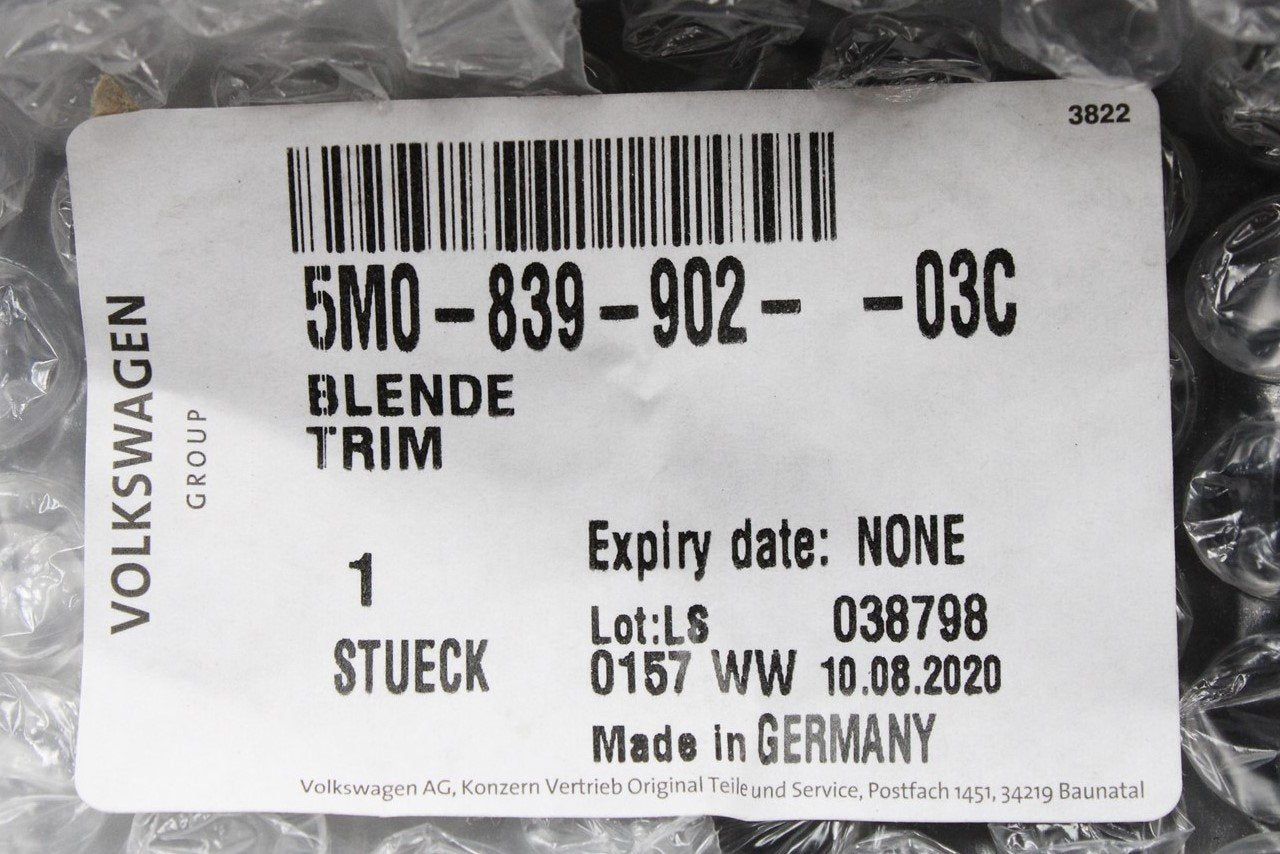 3822
5M0-839-902- -03C
BLENDE
TRIM
VOLKSWAGEN
GROUP
Expiry date: NONE
1
STUECK
Lot:LS 038798
0157 WW 10.08.2020
Made in GERMANY
Volkswagen AG, Konzern Vertrieb Original Teile und Service, Postfach 1451, 34219 Baunatal